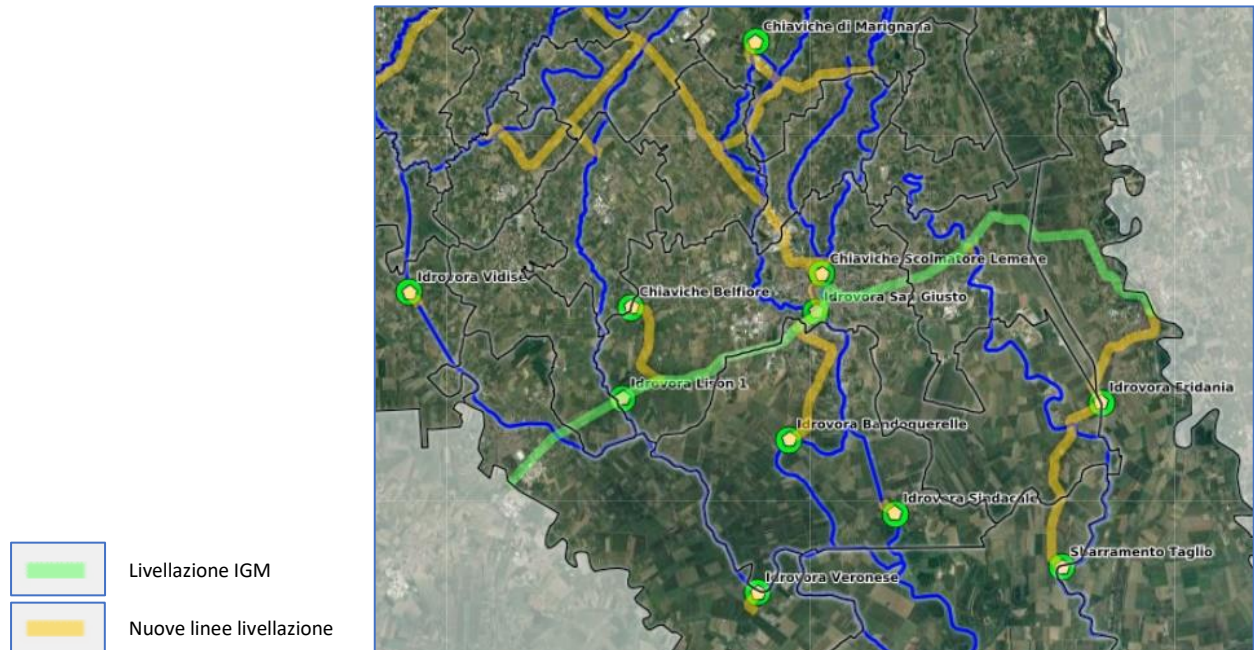 Chiaviche di Marignana
Chiaviche Scolmatore Lemene
Idrovora Vidise
Chiaviche Belfiore
Idrovora San Giusto
Idrovora Lison 1
Idrovora Eridania
Idrovora Bandoquerelle
Idrovora Sindacale
Sbarramento Taglio
Idrovora Veronese
Livellazione IGM
Nuove linee livellazione